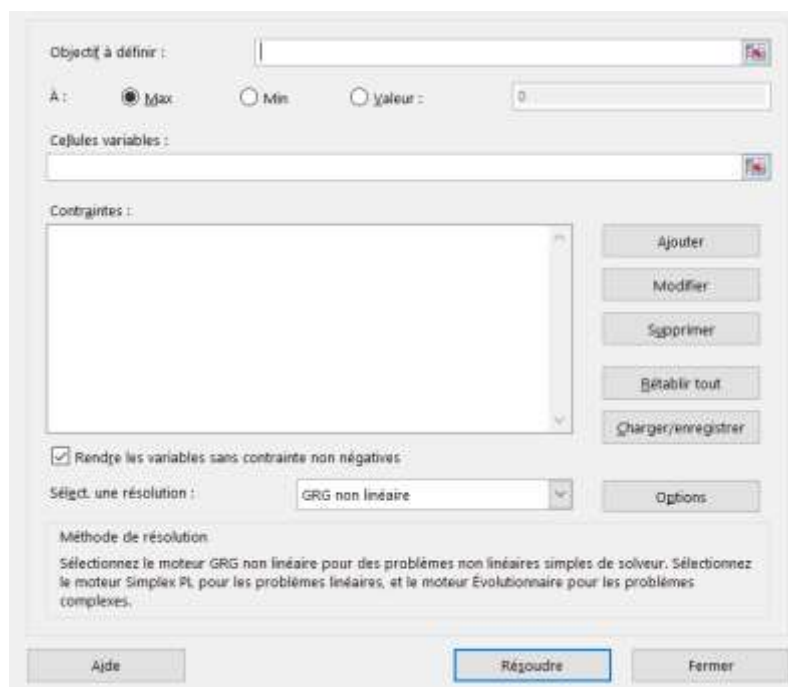 Objectif à définir :
À : Max Min Valeur : 0
Cellules variables :
Contraintes :
Ajouter
Modifier
Supprimer
Rétablir tout
Charger/enregistrer
Rendre les variables sans contrainte non négatives
Sélect. une résolution : GRG non linéaire Options
Méthode de résolution
Sélectionnez le moteur GRG non linéaire pour des problèmes non linéaires simples de solveur. Sélectionnez
le moteur Simplex PL pour les problèmes linéaires, et le moteur Évolutionnaire pour les problèmes
complexes.
Aide Résoudre Fermer